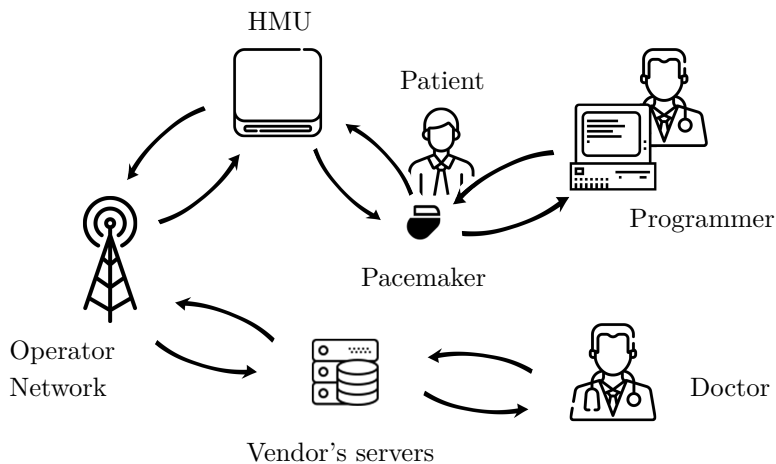 HMU
Patient
Programmer
Pacemaker
Operator
Network
Doctor
Vendor's servers